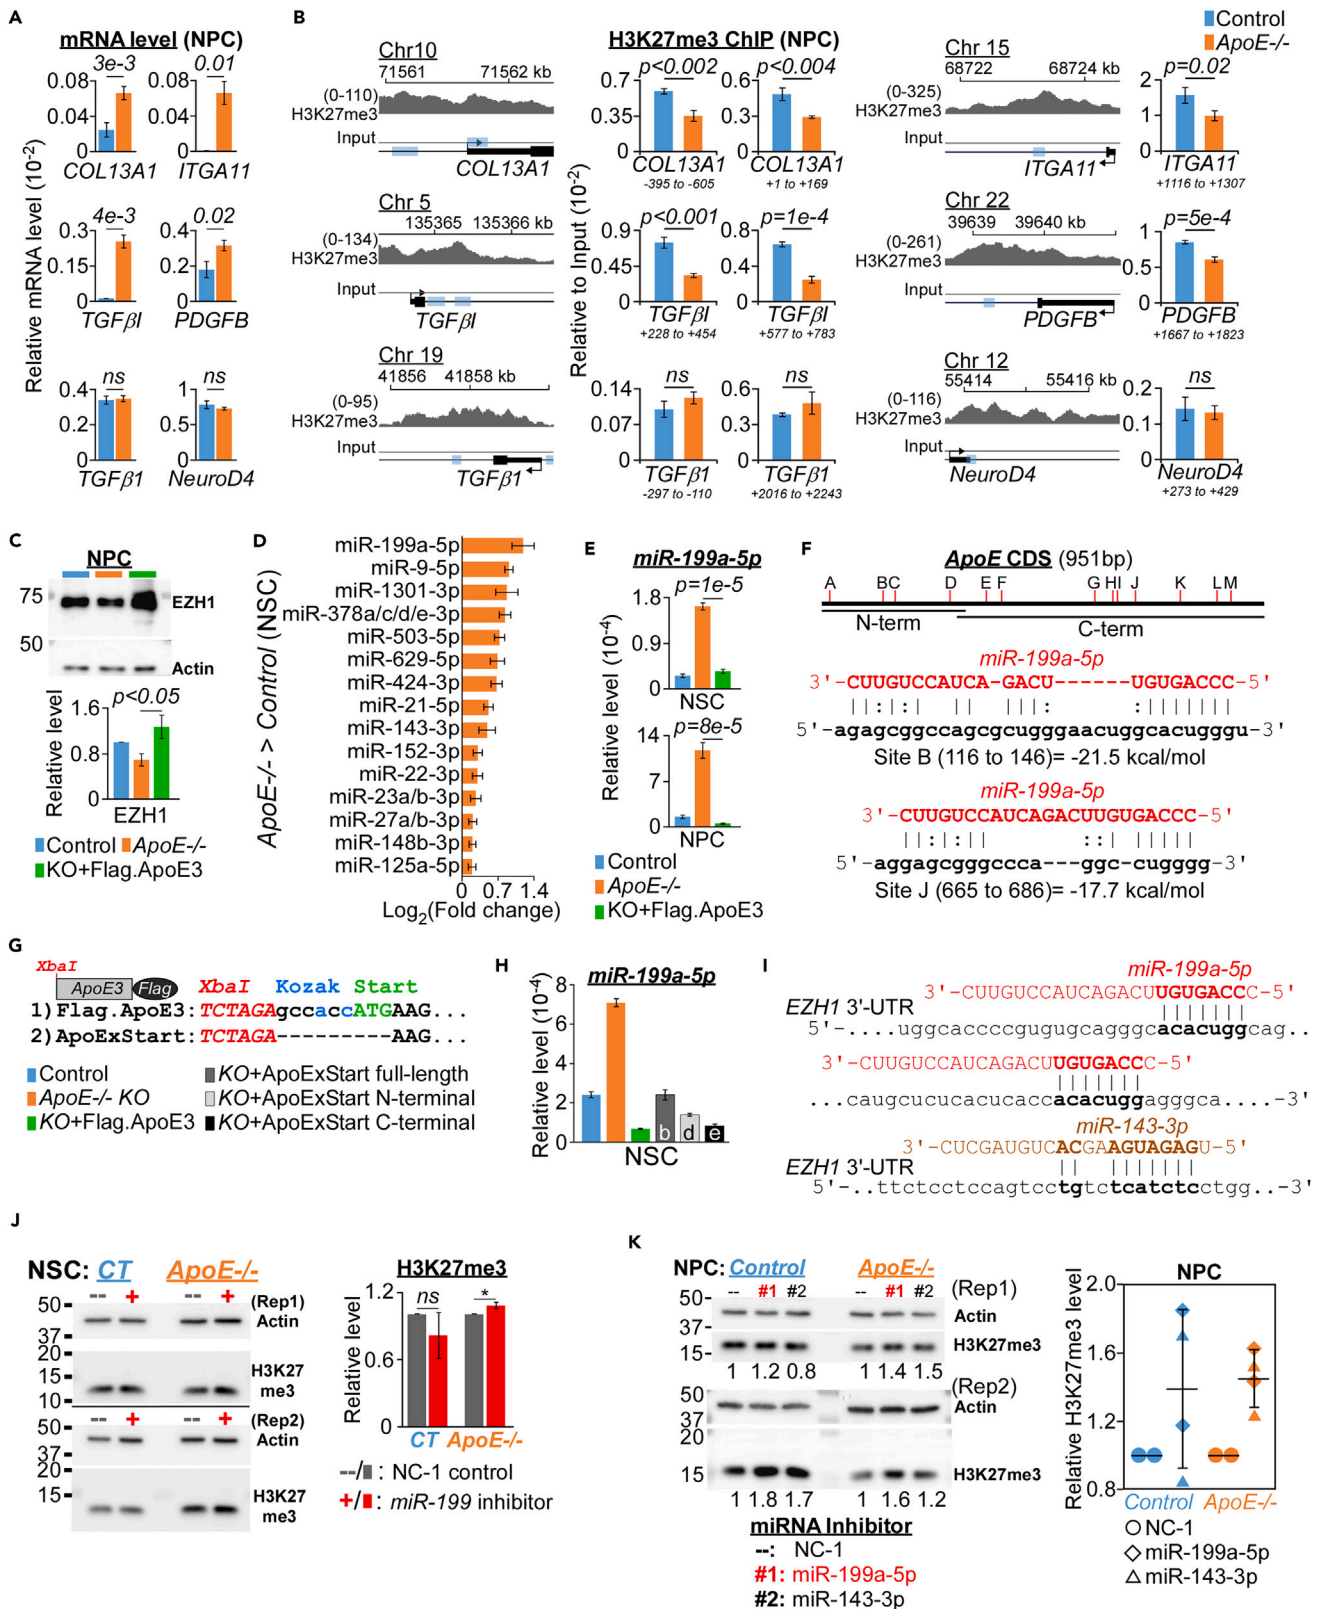 A
mRNA level (NPC)
Relative mRNA level (10-2)
3e-3
0.01
0.08
0.04
0
0.08
0.04
0
COL13A1
ITGA11
4e-3
0.02
0.3
0.15
0
0.4
0.2
0
TGFβI
PDGFB
ns
ns
0.4
0.2
0
1
0.5
0
TGFβ1
NeuroD4
B
H3K27me3 ChIP (NPC)
Control
ApoE-/-
Chr10
71561
71562 kb
(0-110)
H3K27me3
Input
COL13A1
Chr 5
135365
135366 kb
(0-134)
H3K27me3
Input
TGFβI
Chr 19
41856
41858 kb
(0-95)
H3K27me3
Input
TGFβ1
Relative to Input (10-2)
p<0.002
p<0.004
0.7
0.35
0
0.6
0.3
0
COL13A1
-395 to -605
COL13A1
+1 to +169
p<0.001
p=1e-4
0.9
0.45
0
0.9
0.45
0
TGFβI
+228 to +454
TGFβI
+577 to +783
ns
ns
0.14
0.07
0
0.6
0.3
0
TGFβ1
-297 to -110
TGFβ1
+2016 to +2243
Chr 15
68722
68724 kb
(0-325)
H3K27me3
Input
ITGA11
p=0.02
2
1
0
ITGA11
+1116 to +1307
Chr 22
39639
39640 kb
(0-261)
H3K27me3
Input
PDGFB
p=5e-4
1
0.5
0
PDGFB
+1667 to +1823
Chr 12
55414
55416 kb
(0-116)
H3K27me3
Input
NeuroD4
ns
0.2
0.1
0
NeuroD4
+273 to +429
C
NPC
75
50
EZH1
Actin
p<0.05
Relative level
1.6
0.8
0
EZH1
Control
ApoE-/-
KO+Flag.ApoE3
D
ApoE-/- > Control (NSC)
miR-199a-5p
miR-9-5p
miR-1301-3p
miR-378a/c/d/e-3p
miR-503-5p
miR-629-5p
miR-424-3p
miR-21-5p
miR-143-3p
miR-152-3p
miR-22-3p
miR-23a/b-3p
miR-27a/b-3p
miR-148b-3p
miR-125a-5p
0 0.7 1.4
Log2(Fold change)
E
miR-199a-5p
Relative level (10-4)
p=1e-5
1.8
0.9
0
NSC
p=8e-5
14
7
0
NPC
Control
ApoE-/-
KO+Flag.ApoE3
F
ApoE CDS (951bp)
A BC D E F G HI J K L M
N-term
C-term
miR-199a-5p
3'-CUUGUCCAUCA-GACU------UGUGACCC-5'
5'-agagcggccagcgcugggaacuggcacugggu-3'
Site B (116 to 146)= -21.5 kcal/mol
miR-199a-5p
3'-CUUGUCCAUCAGACUUGUGACCC-5'
5'-aggagcgggccca---ggc-cugggg-3'
Site J (665 to 686)= -17.7 kcal/mol
G
XbaI
ApoE3 Flag
XbaI Kozak Start
1)Flag.ApoE3:TCTAGAgccaccATGAAG...
2)ApoExStart:TCTAGA---------AAG...
Control
ApoE-/- KO
KO+Flag.ApoE3
KO+ApoExStart full-length
KO+ApoExStart N-terminal
KO+ApoExStart C-terminal
H
miR-199a-5p
Relative level (10-4)
8
6
4
2
0
b d e
NSC
I
miR-199a-5p
3'-CUUGUCCAUCAGACUUGUGACCC-5'
EZH1 3'-UTR
5'-....uggcaccccgugugcagggcacacuggcag....
3'-CUUGUCCAUCAGACUUGUGACCC-5'
...caugcucucacucaccacacuggagggca....-3'
miR-143-3p
3'-CUCGAUGUCACGAAGUAGAGU-5'
EZH1 3'-UTR
5'-..ttctcctccagtcctgtctcatctcctgg..-3'
J
NSC: CT ApoE-/-
-- + -- + (Rep1)
50
37
Actin
20
15
10
H3K27
me3
-- + -- + (Rep2)
50
37
Actin
20
15
H3K27
me3
H3K27me3
Relative level
ns
*
1.2
0.6
0
CT ApoE-/-
--/ : NC-1 control
+/ : miR-199 inhibitor
K
NPC: Control ApoE-/-
-- #1 #2 -- #1 #2 (Rep1)
50
37
Actin
15
H3K27me3
1 1.2 0.8 1 1.4 1.5
(Rep2)
50
37
Actin
20
15
H3K27me3
1 1.8 1.7 1 1.6 1.2
miRNA Inhibitor
--: NC-1
#1: miR-199a-5p
#2: miR-143-3p
NPC
Relative H3K27me3 level
2.0
1.6
1.2
0.8
Control ApoE-/-
NC-1
miR-199a-5p
miR-143-3p